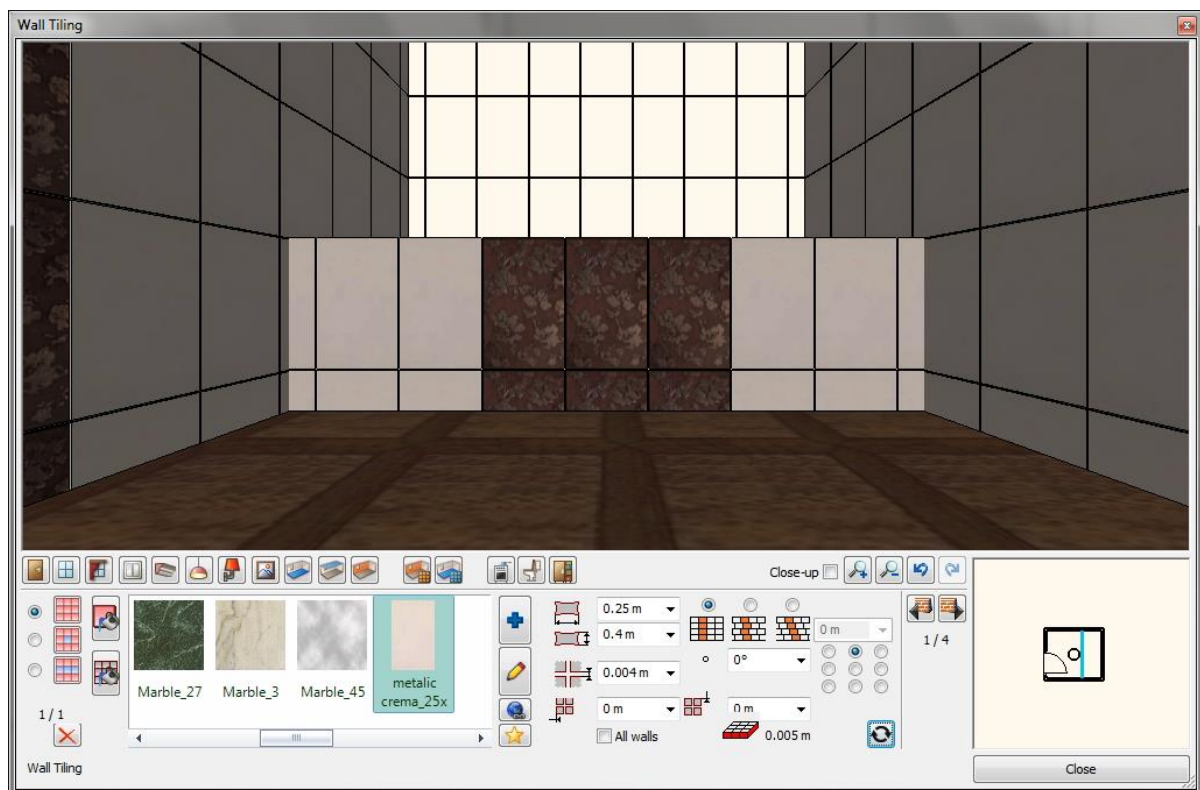 Wall Tiling
Close-up
0.25 m
0.4 m
0 m
0°
0.004 m
0 m
0 m
All walls
0.005 m
1 / 4
Marble_27
Marble_3
Marble_45
metalic
crema_25x
1 / 1
Wall Tiling
Close